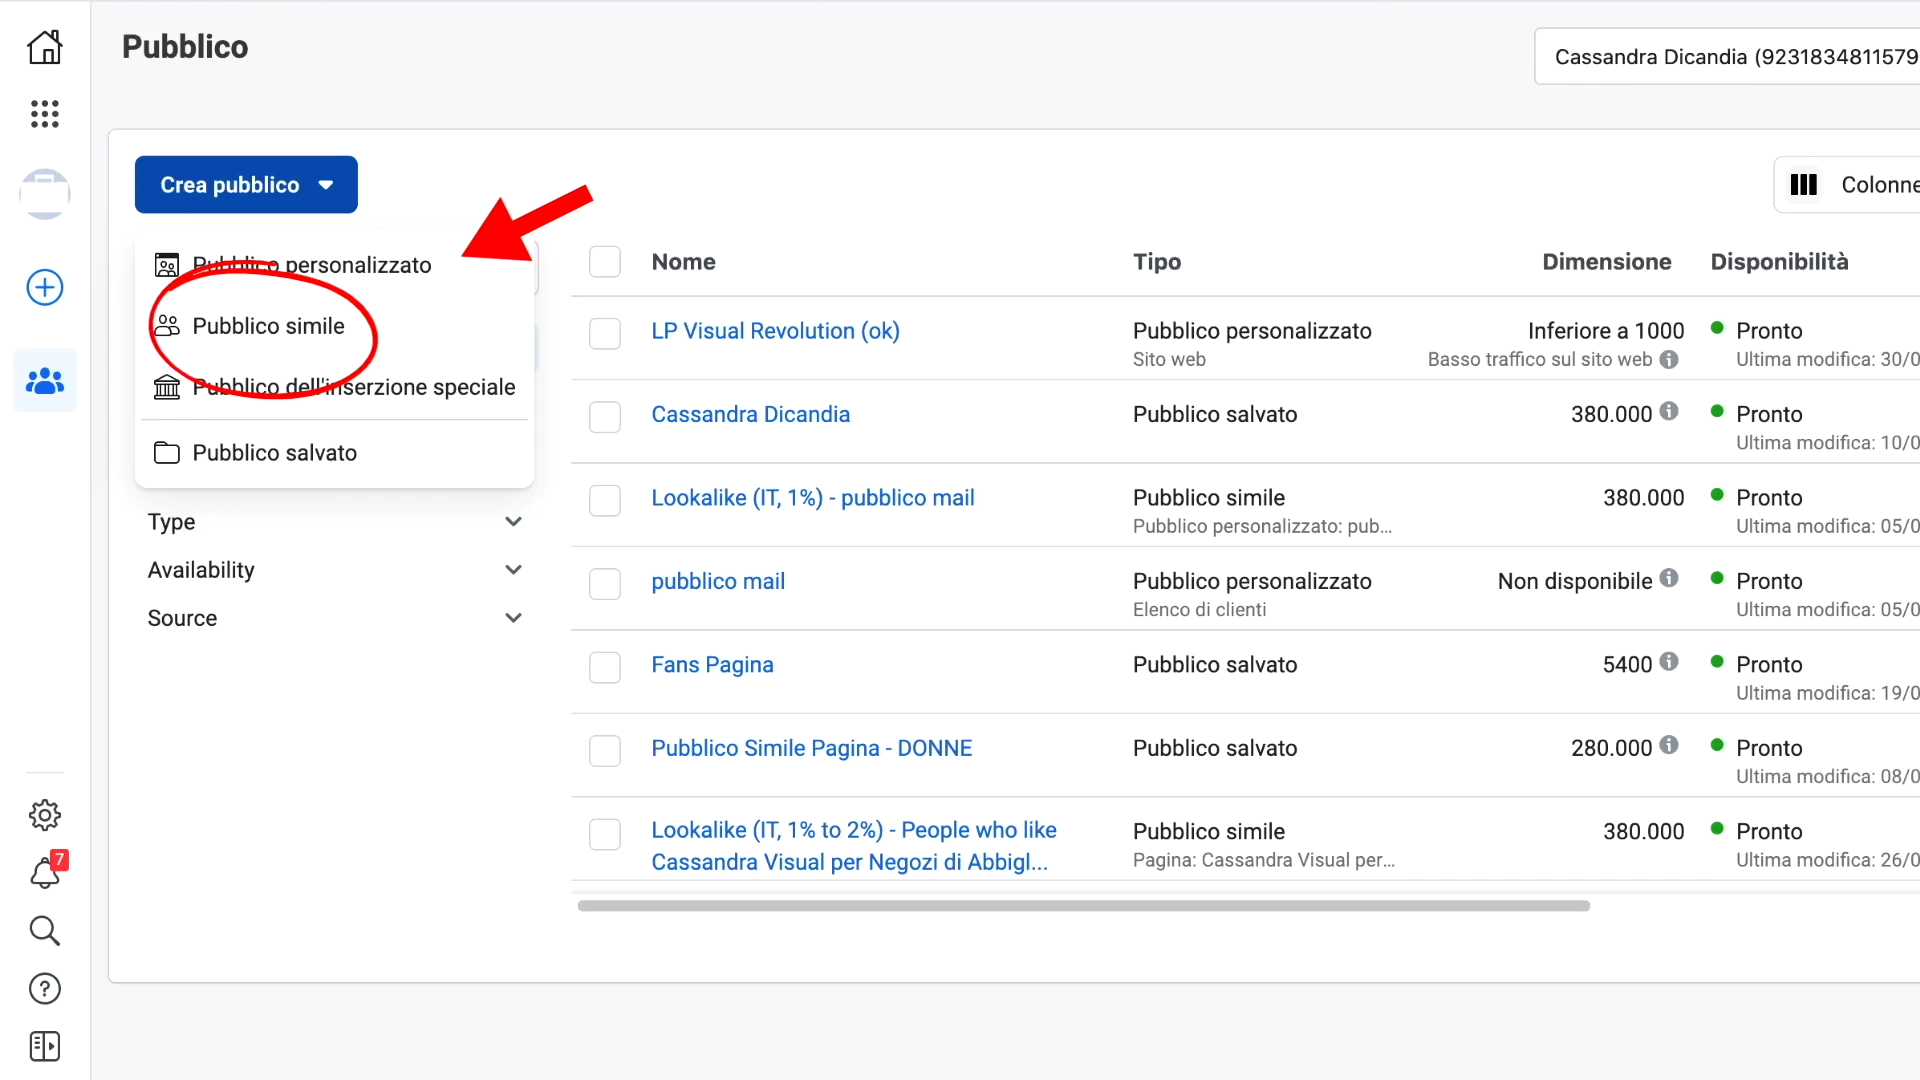 Pubblico
Cassandra Dicandia (9231834811579
Crea pubblico
Colonne
Pubblico personalizzato
Pubblico simile
Pubblico dell'inserzione speciale
Pubblico salvato
Type
Availability
Source
Nome Tipo Dimensione Disponibilità
LP Visual Revolution (ok) Pubblico personalizzato Inferiore a 1000 Pronto
Sito web Basso traffico sul sito web Ultima modifica: 30/0
Cassandra Dicandia Pubblico salvato 380.000 Pronto
Ultima modifica: 10/0
Lookalike (IT, 1%) - pubblico mail Pubblico simile 380.000 Pronto
Pubblico personalizzato: pub... Ultima modifica: 05/0
pubblico mail Pubblico personalizzato Non disponibile Pronto
Elenco di clienti Ultima modifica: 05/0
Fans Pagina Pubblico salvato 5400 Pronto
Ultima modifica: 19/0
Pubblico Simile Pagina - DONNE Pubblico salvato 280.000 Pronto
Ultima modifica: 08/0
Lookalike (IT, 1% to 2%) - People who like Pubblico simile 380.000 Pronto
Cassandra Visual per Negozi di Abbigl... Pagina: Cassandra Visual per... Ultima modifica: 26/0
7